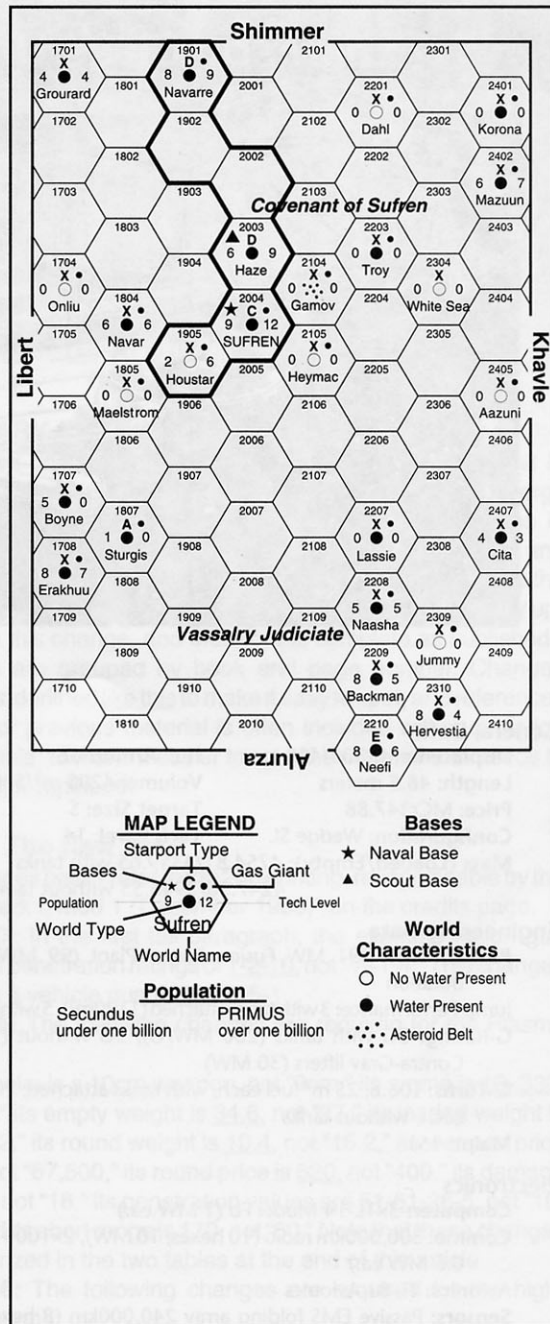 Shimmer
1701 1901 2101 2301
X D
4 4 8 9
Grourard Navarre
1801 2001 2201 2401
X X
0 0 0 0
Dahl Korona
1702 1902 2102 2302
1802 2002 2202 2402
X
6 7
Mazuun
1703 1903 2103 2303
Covenant of Sufren
1803 2003 2203 2403
D X
6 9 0 0
Haze Troy
1704 1904 2104 2304
X X X
0 0 0 0 0 0
Onliu Gamov White Sea
1804 2004 2204 2404
X C
6 6 9 12
Navar SUFREN
1705 1905 2105 2305
X X
2 6 0 0
Houstar Heymac
1805 2005 2205 2405
X X
0 0 0 0
Maelstrom Aazuni
Libert
Khavle
1706 1906 2106 2306
1806 2006 2206 2406
1707 1907 2107 2307
X
5 0
Boyne
1807 2007 2207 2407
A X X
1 0 0 0 4 3
Sturgis Lassie Cita
1708 1908 2108 2308
X
8 7
Erakhuu
1808 2008 2208 2408
X
5 5
Naasha
1709 1909 2109 2309
X
0 0
Jummy
Vassalry Judiciate
1809 2009 2209 2409
X
8 5
Backman
1710 1910 2110 2310
X
8 4
Hervestia
1810 2010 2210 2410
E
8 6
Neefi
Alurza
MAP LEGEND
Starport Type
Bases Gas Giant
C
Population 9 12 Tech Level
World Type Sufren
World Name
Population
Secundus PRIMUS
under one billion over one billion
Bases:
Naval Base
Scout Base
World
Characteristics
No Water Present
Water Present
Asteroid Belt